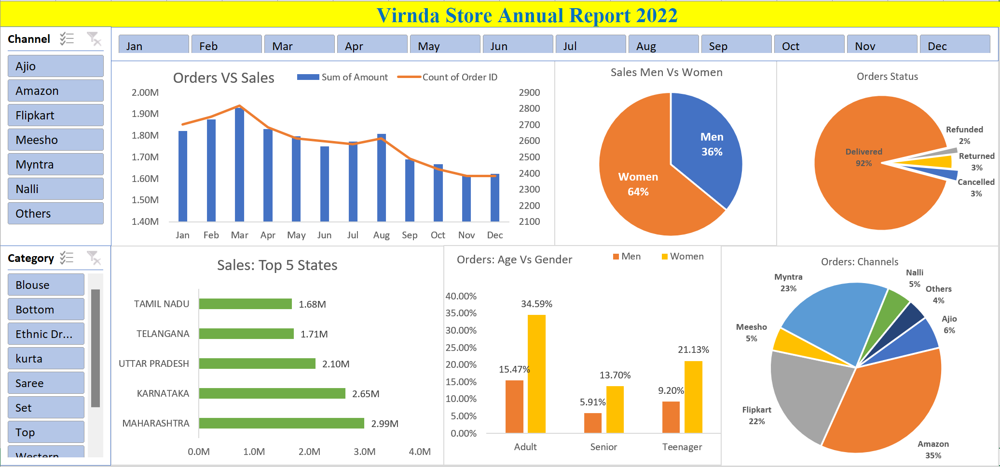 Virnda Store Annual Report 2022
Channel
Ajio
Amazon
Flipkart
Meesho
Myntra
Nalli
Others
Jan Feb Mar Apr May Jun Jul Aug Sep Oct Nov Dec
Orders VS Sales
Sum of Amount Count of Order ID
2.00M
1.90M
1.80M
1.70M
1.60M
1.50M
1.40M
2900
2800
2700
2600
2500
2400
2300
2200
2100
Jan Feb Mar Apr May Jun Jul Aug Sep Oct Nov Dec
Sales Men Vs Women
Men
36%
Women
64%
Orders Status
Refunded
2%
Delivered
92%
Returned
3%
Cancelled
3%
Category
Blouse
Bottom
Ethnic Dr...
kurta
Saree
Set
Top
Western
Sales: Top 5 States
TAMIL NADU 1.68M
TELANGANA 1.71M
UTTAR PRADESH 2.10M
KARNATAKA 2.65M
MAHARASHTRA 2.99M
0.0M 1.0M 2.0M 3.0M 4.0M
Orders: Age Vs Gender
Men Women
40.00%
35.00%
30.00%
25.00%
20.00%
15.00%
10.00%
5.00%
0.00%
34.59%
15.47%
13.70%
5.91%
21.13%
9.20%
Adult Senior Teenager
Orders: Channels
Nalli
5%
Myntra
23%
Others
4%
Ajio
6%
Meesho
5%
Flipkart
22%
Amazon
35%